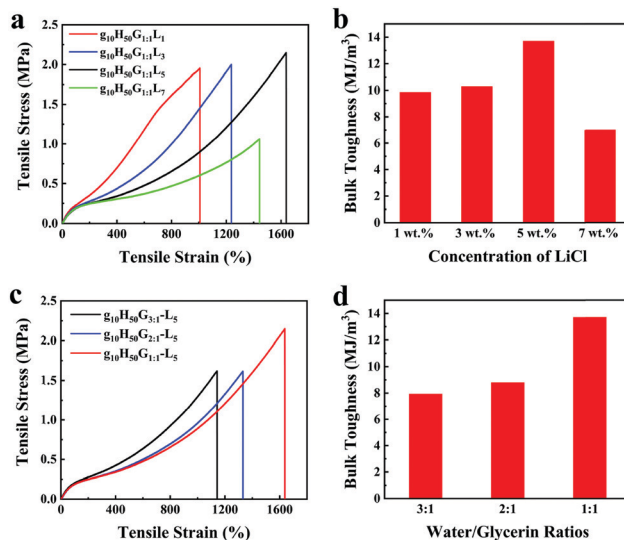 a
g₁₀H₅₀G₁:₁L₁
g₁₀H₅₀G₁:₁L₃
g₁₀H₅₀G₁:₁L₅
g₁₀H₅₀G₁:₁L₇
Tensile Stress (MPa)
2.5
2.0
1.5
1.0
0.5
0.0
0 400 800 1200 1600
Tensile Strain (%)
b
Bulk Toughness (MJ/m³)
14
12
10
8
6
4
2
0
1 wt.% 3 wt.% 5 wt.% 7 wt.%
Concentration of LiCl
c
g₁₀H₅₀G₃:₁-L₅
g₁₀H₅₀G₂:₁-L₅
g₁₀H₅₀G₁:₁-L₅
Tensile Stress (MPa)
2.5
2.0
1.5
1.0
0.5
0.0
0 400 800 1200 1600
Tensile Strain (%)
d
Bulk Toughness (MJ/m³)
14
12
10
8
6
4
2
0
3:1 2:1 1:1
Water/Glycerin Ratios